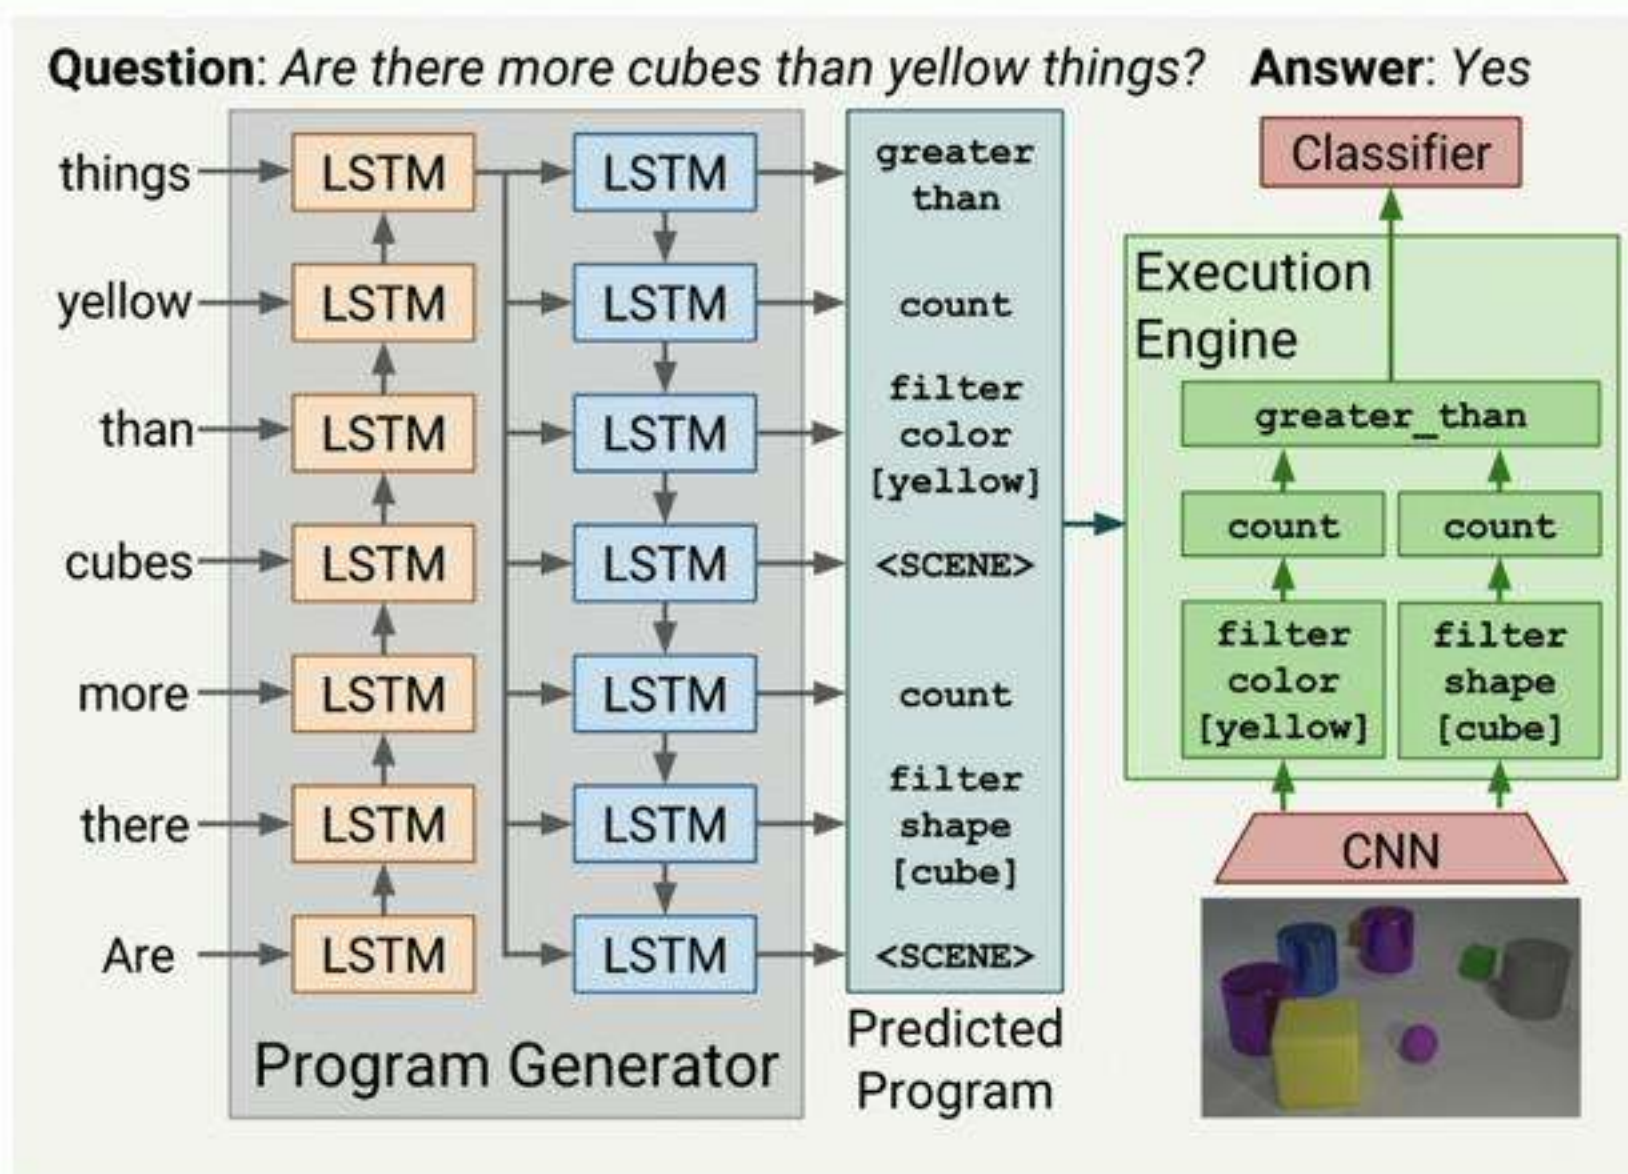 Question: Are there more cubes than yellow things? Answer: Yes
things
yellow
than
cubes
more
there
Are
LSTM
LSTM
LSTM
LSTM
LSTM
LSTM
LSTM
LSTM
LSTM
LSTM
LSTM
LSTM
LSTM
LSTM
Program Generator
greater
than
count
filter
color
[yellow]
<SCENE>
count
filter
shape
[cube]
<SCENE>
Predicted
Program
Classifier
Execution
Engine
greater_than
count
count
filter
color
[yellow]
filter
shape
[cube]
CNN